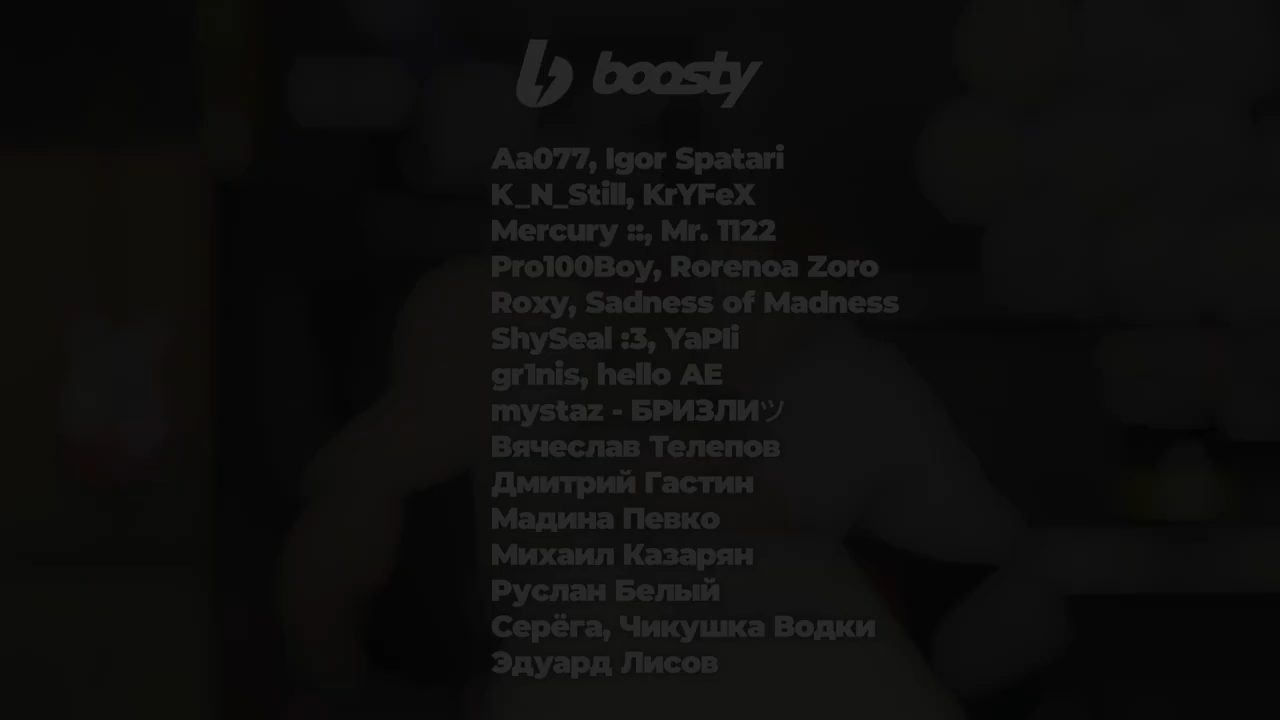 boosty
Aa077, Igor Spatari
K_N_Still, KrYFeX
Mercury ::, Mr. 1122
Pro100Boy, Rorenoa Zoro
Roxy, Sadness of Madness
ShySeal :3, YaPli
gr1nis, hello AE
mystaz - БРИЗЛИツ
Вячеслав Телепов
Дмитрий Гастин
Мадина Певко
Михаил Казарян
Руслан Белый
Серёга, Чикушка Водки
Эдуард Лисов